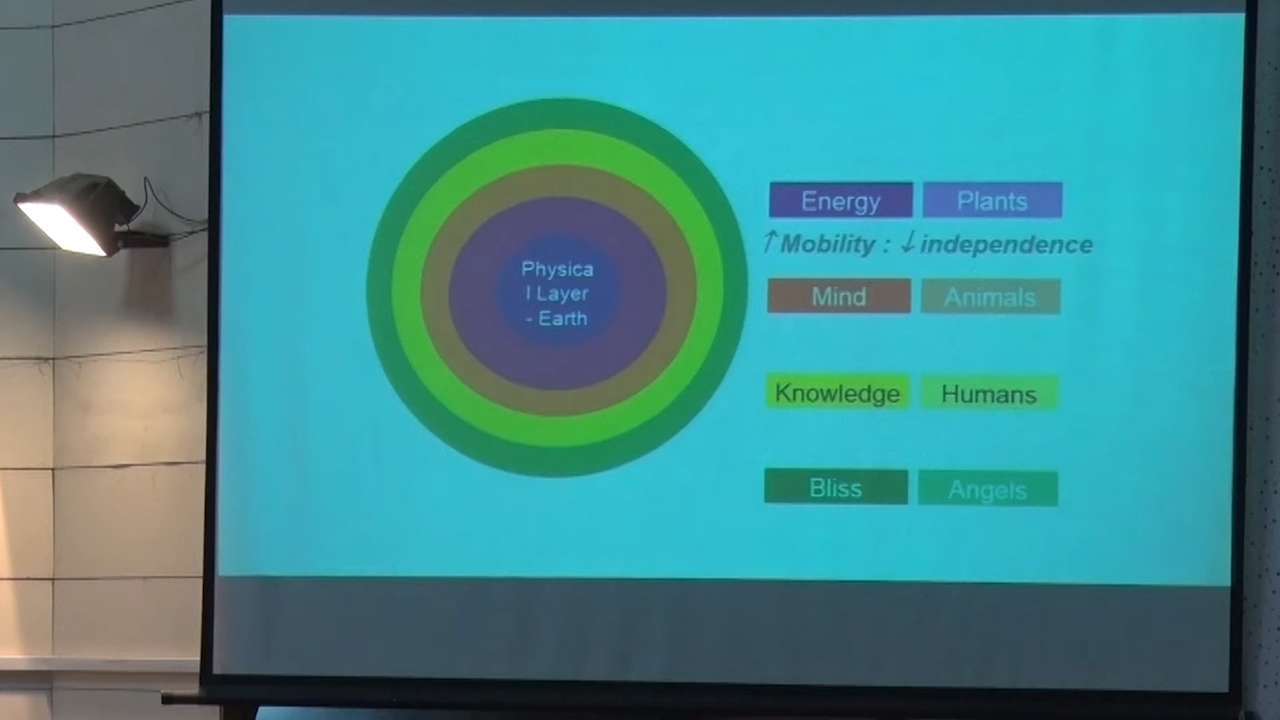 Physica
l Layer
- Earth
Energy Plants
↑Mobility : ↓independence
Mind Animals
Knowledge Humans
Bliss Angels